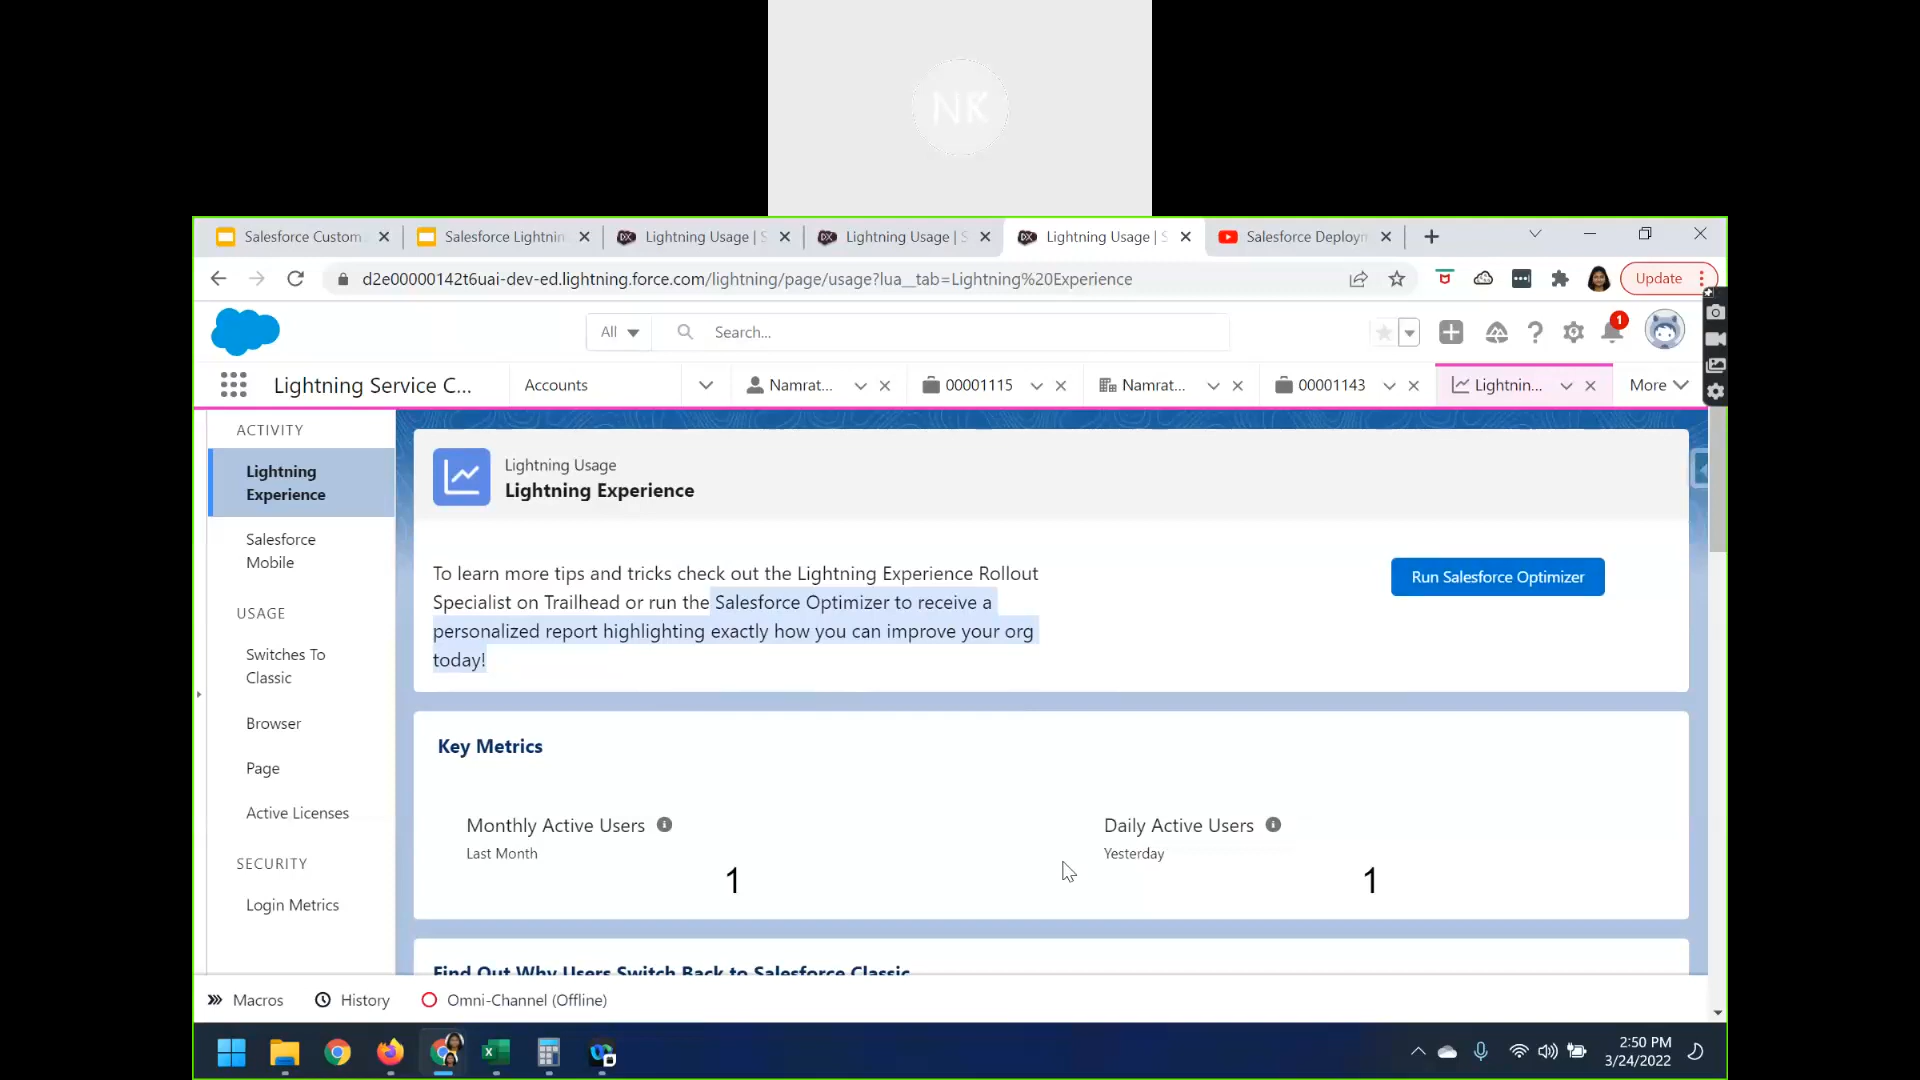 NK
Salesforce Custom
Salesforce Lightnin
Lightning Usage | S
Lightning Usage | S
Lightning Usage | S
Salesforce Deploym
d2e00000142t6uai-dev-ed.lightning.force.com/lightning/page/usage?lua__tab=Lightning%20Experience
Update
All
Search...
1
Lightning Service C...
Accounts
Namrat...
00001115
Namrat...
00001143
Lightnin...
More
ACTIVITY
Lightning
Experience
Salesforce
Mobile
USAGE
Switches To
Classic
Browser
Page
Active Licenses
SECURITY
Login Metrics
Lightning Usage
Lightning Experience
To learn more tips and tricks check out the Lightning Experience Rollout
Specialist on Trailhead or run the Salesforce Optimizer to receive a
personalized report highlighting exactly how you can improve your org
today!
Run Salesforce Optimizer
Key Metrics
Monthly Active Users
Last Month
1
Daily Active Users
Yesterday
1
Find Out Why Users Switch Back to Salesforce Classic
Macros
History
Omni-Channel (Offline)
2:50 PM
3/24/2022